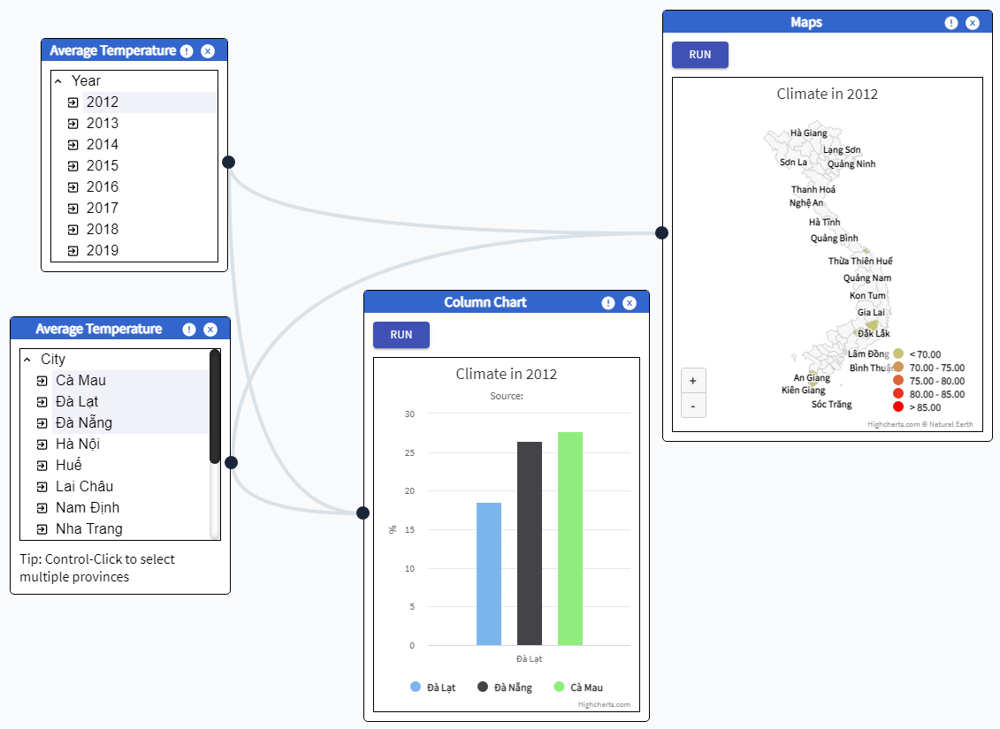 Average Temperature
Year
2012
2013
2014
2015
2016
2017
2018
2019
Average Temperature
City
Cà Mau
Đà Lạt
Đà Nẵng
Hà Nội
Huế
Lai Châu
Nam Định
Nha Trang
Tip: Control-Click to select
multiple provinces
Column Chart
RUN
Climate in 2012
Source:
30
25
20
15
10
5
0
%
Đà Lạt
Đà Lạt
Đà Nẵng
Cà Mau
Highcharts.com
Maps
RUN
Climate in 2012
Hà Giang
Lạng Sơn
Sơn La
Quảng Ninh
Thanh Hoá
Nghệ An
Hà Tĩnh
Quảng Bình
Thừa Thiên Huế
Quảng Nam
Kon Tum
Gia Lai
Đắk Lắk
Lâm Đồng
Bình Thuận
An Giang
Kiên Giang
Sóc Trăng
+
-
< 70.00
70.00 - 75.00
75.00 - 80.00
80.00 - 85.00
> 85.00
Highcharts.com © Natural Earth